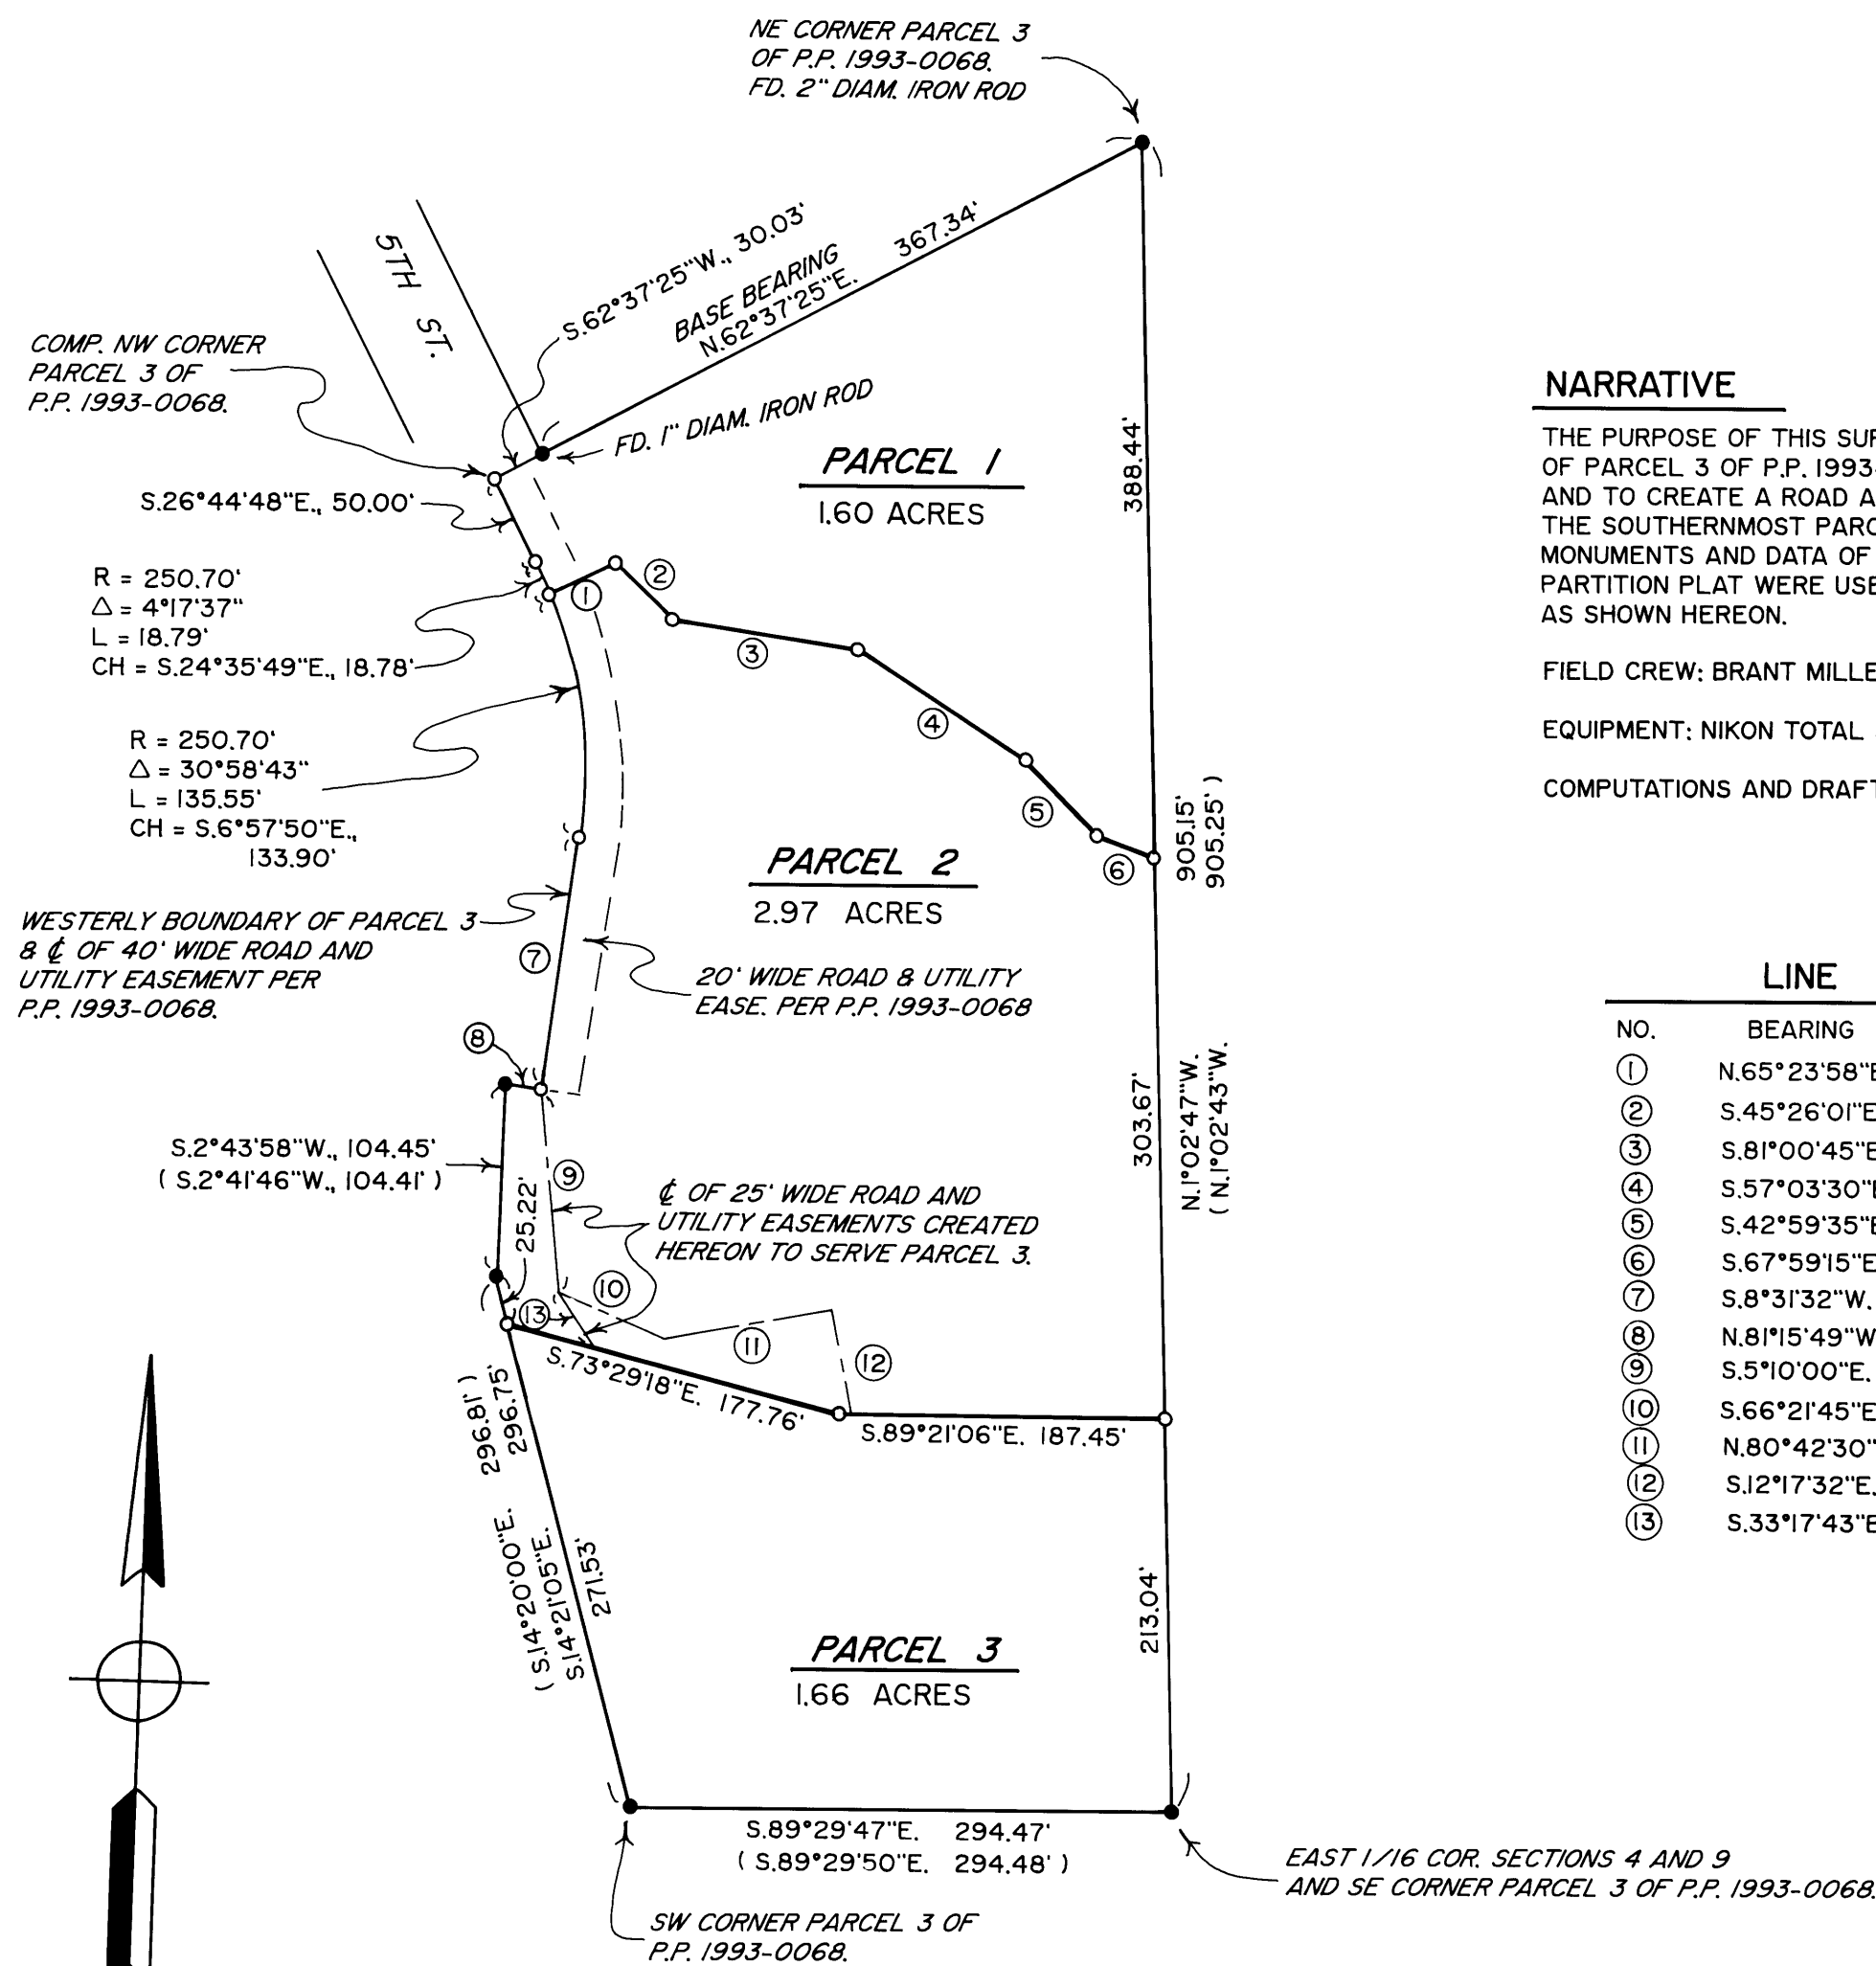 NE CORNER PARCEL 3
OF P.P. 1993-0068.
FD. 2" DIAM. IRON ROD
5TH ST.
S.62°37'25"W., 30.03'
BASE BEARING
N.62°37'25"E. 367.34'
COMP. NW CORNER
PARCEL 3 OF
P.P. 1993-0068.
FD. 1" DIAM. IRON ROD
PARCEL 1
1.60 ACRES
388.44'
S.26°44'48"E., 50.00'
R = 250.70'
△ = 4°17'37"
L = 18.79'
CH = S.24°35'49"E., 18.78'
①
②
③
④
⑤
⑥
R = 250.70'
△ = 30°58'43"
L = 135.55'
CH = S.6°57'50"E.,
133.90'
905.15'
905.25' )
PARCEL 2
2.97 ACRES
WESTERLY BOUNDARY OF PARCEL 3
& ℄ OF 40' WIDE ROAD AND
UTILITY EASEMENT PER
P.P. 1993-0068.
⑦
20' WIDE ROAD & UTILITY
EASE. PER P.P. 1993-0068
⑧
303.67'
N.1°02'47"W.
( N.1°02'43"W.
S.2°43'58"W., 104.45'
( S.2°41'46"W., 104.41' )
25.22'
⑨
℄ OF 25' WIDE ROAD AND
UTILITY EASEMENTS CREATED
HEREON TO SERVE PARCEL 3.
⑩
⑬
⑪
⑫
S.73°29'18"E. 177.76'
S.89°21'06"E. 187.45'
296.75'
296.81' )
( S.14°20'00"E.
S.14°21'05"E.
271.53'
213.04'
PARCEL 3
1.66 ACRES
S.89°29'47"E. 294.47'
( S.89°29'50"E. 294.48' )
EAST 1/16 COR. SECTIONS 4 AND 9
AND SE CORNER PARCEL 3 OF P.P. 1993-0068.
SW CORNER PARCEL 3 OF
P.P. 1993-0068.
NARRATIVE
THE PURPOSE OF THIS
OF PARCEL 3 OF P.P. 1993-
AND TO CREATE A ROAD
THE SOUTHERNMOST
MONUMENTS AND DATA OF
PARTITION PLAT WERE
AS SHOWN HEREON.
FIELD CREW: BRANT
EQUIPMENT: NIKON TOTAL
COMPUTATIONS AND
LINE
NO. BEARING
① N.65°23'58"E
② S.45°26'01"E
③ S.81°00'45"E
④ S.57°03'30"E
⑤ S.42°59'35"E
⑥ S.67°59'15"E
⑦ S.8°31'32"W.
⑧ N.81°15'49"W
⑨ S.5°10'00"E.
⑩ S.66°21'45"E
⑪ N.80°42'30"
⑫ S.12°17'32"E.
⑬ S.33°17'43"E